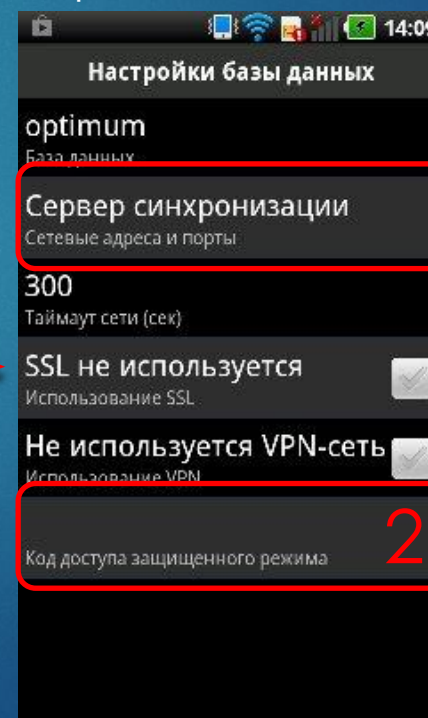 14:09
Настройки базы данных
optimum
База данных
Сервер синхронизации
Сетевые адреса и порты
300
Таймаут сети (сек)
SSL не используется
Использование SSL
Не используется VPN-сеть
Использование VPN
2
Код доступа защищенного режима